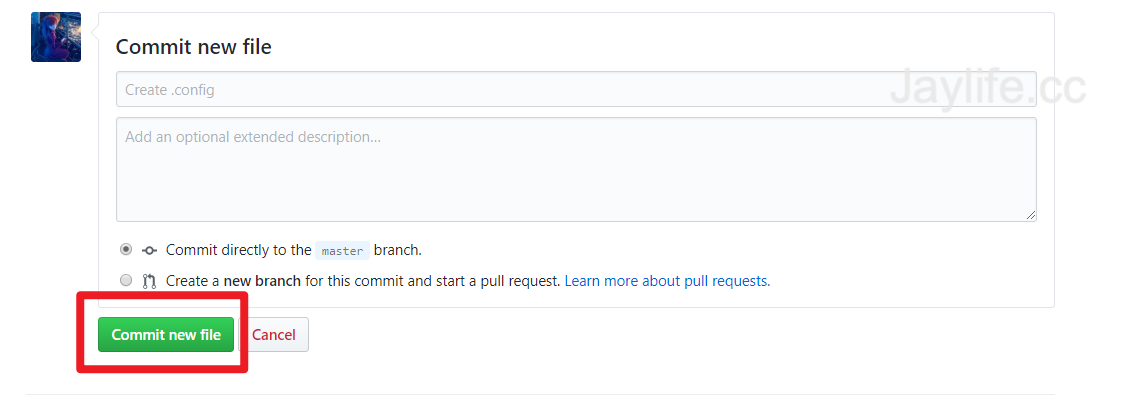 Commit new file
Create .config
Jaylife.cc
Add an optional extended description...
Commit directly to the master branch.
Create a new branch for this commit and start a pull request. Learn more about pull requests.
Commit new file
Cancel